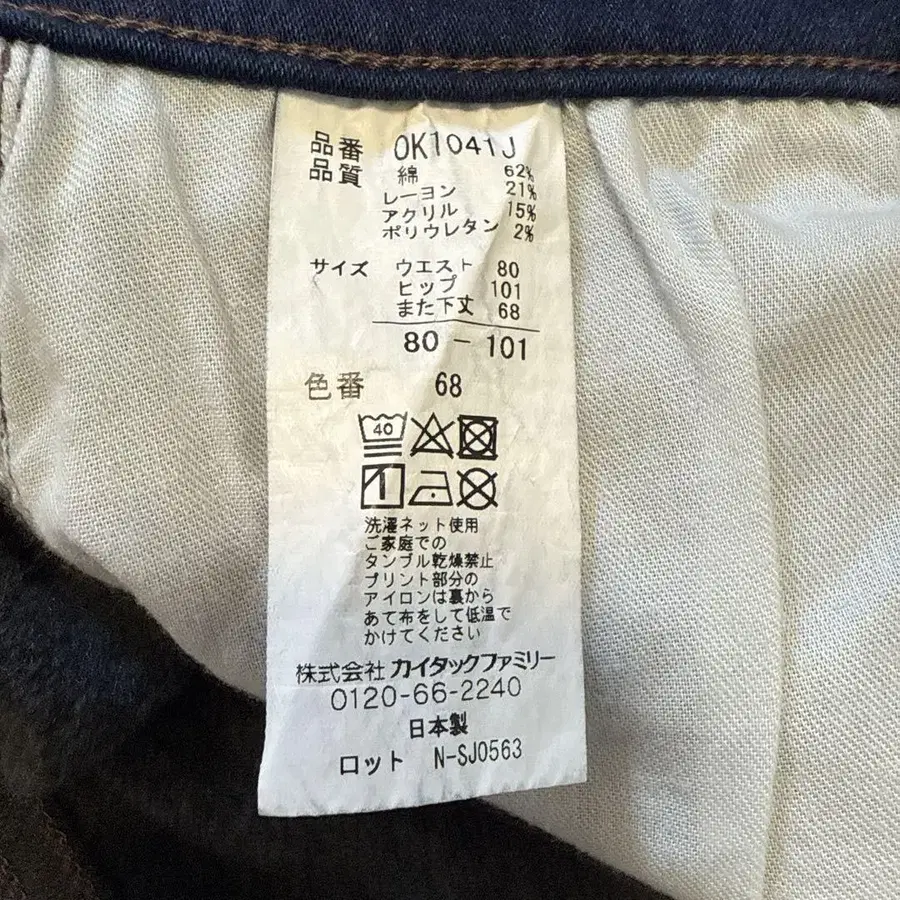 品番 OK1041J
品質 綿 62%
レーヨン 21%
アクリル 15%
ポリウレタン 2%
サイズ ウエスト 80
ヒップ 101
また下丈 68
80-101
色番 68
40
洗濯ネット使用
ご家庭での
タンブル乾燥禁止
プリント部分の
アイロンは裏から
あて布をして低温で
かけてください
株式会社 カイタックファミリー
0120-66-2240
日本製
ロット N-SJ0563